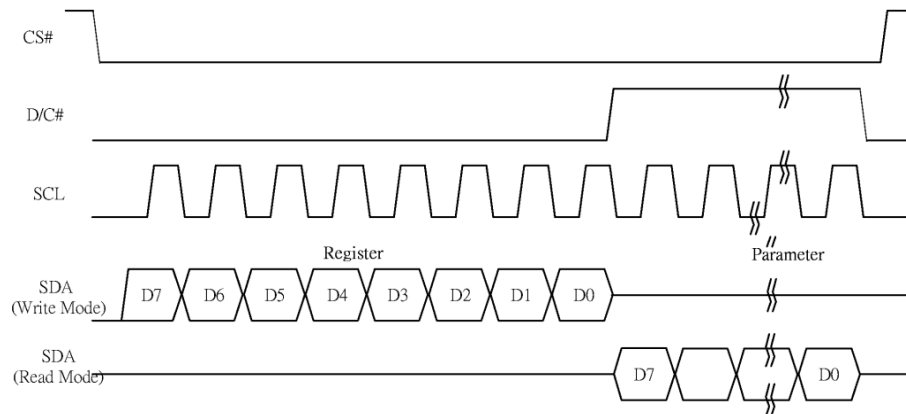 CS#
D/C#
SCL
Register
Parameter
SDA
(Write Mode)
D7 D6 D5 D4 D3 D2 D1 D0
SDA
(Read Mode)
D7 D0